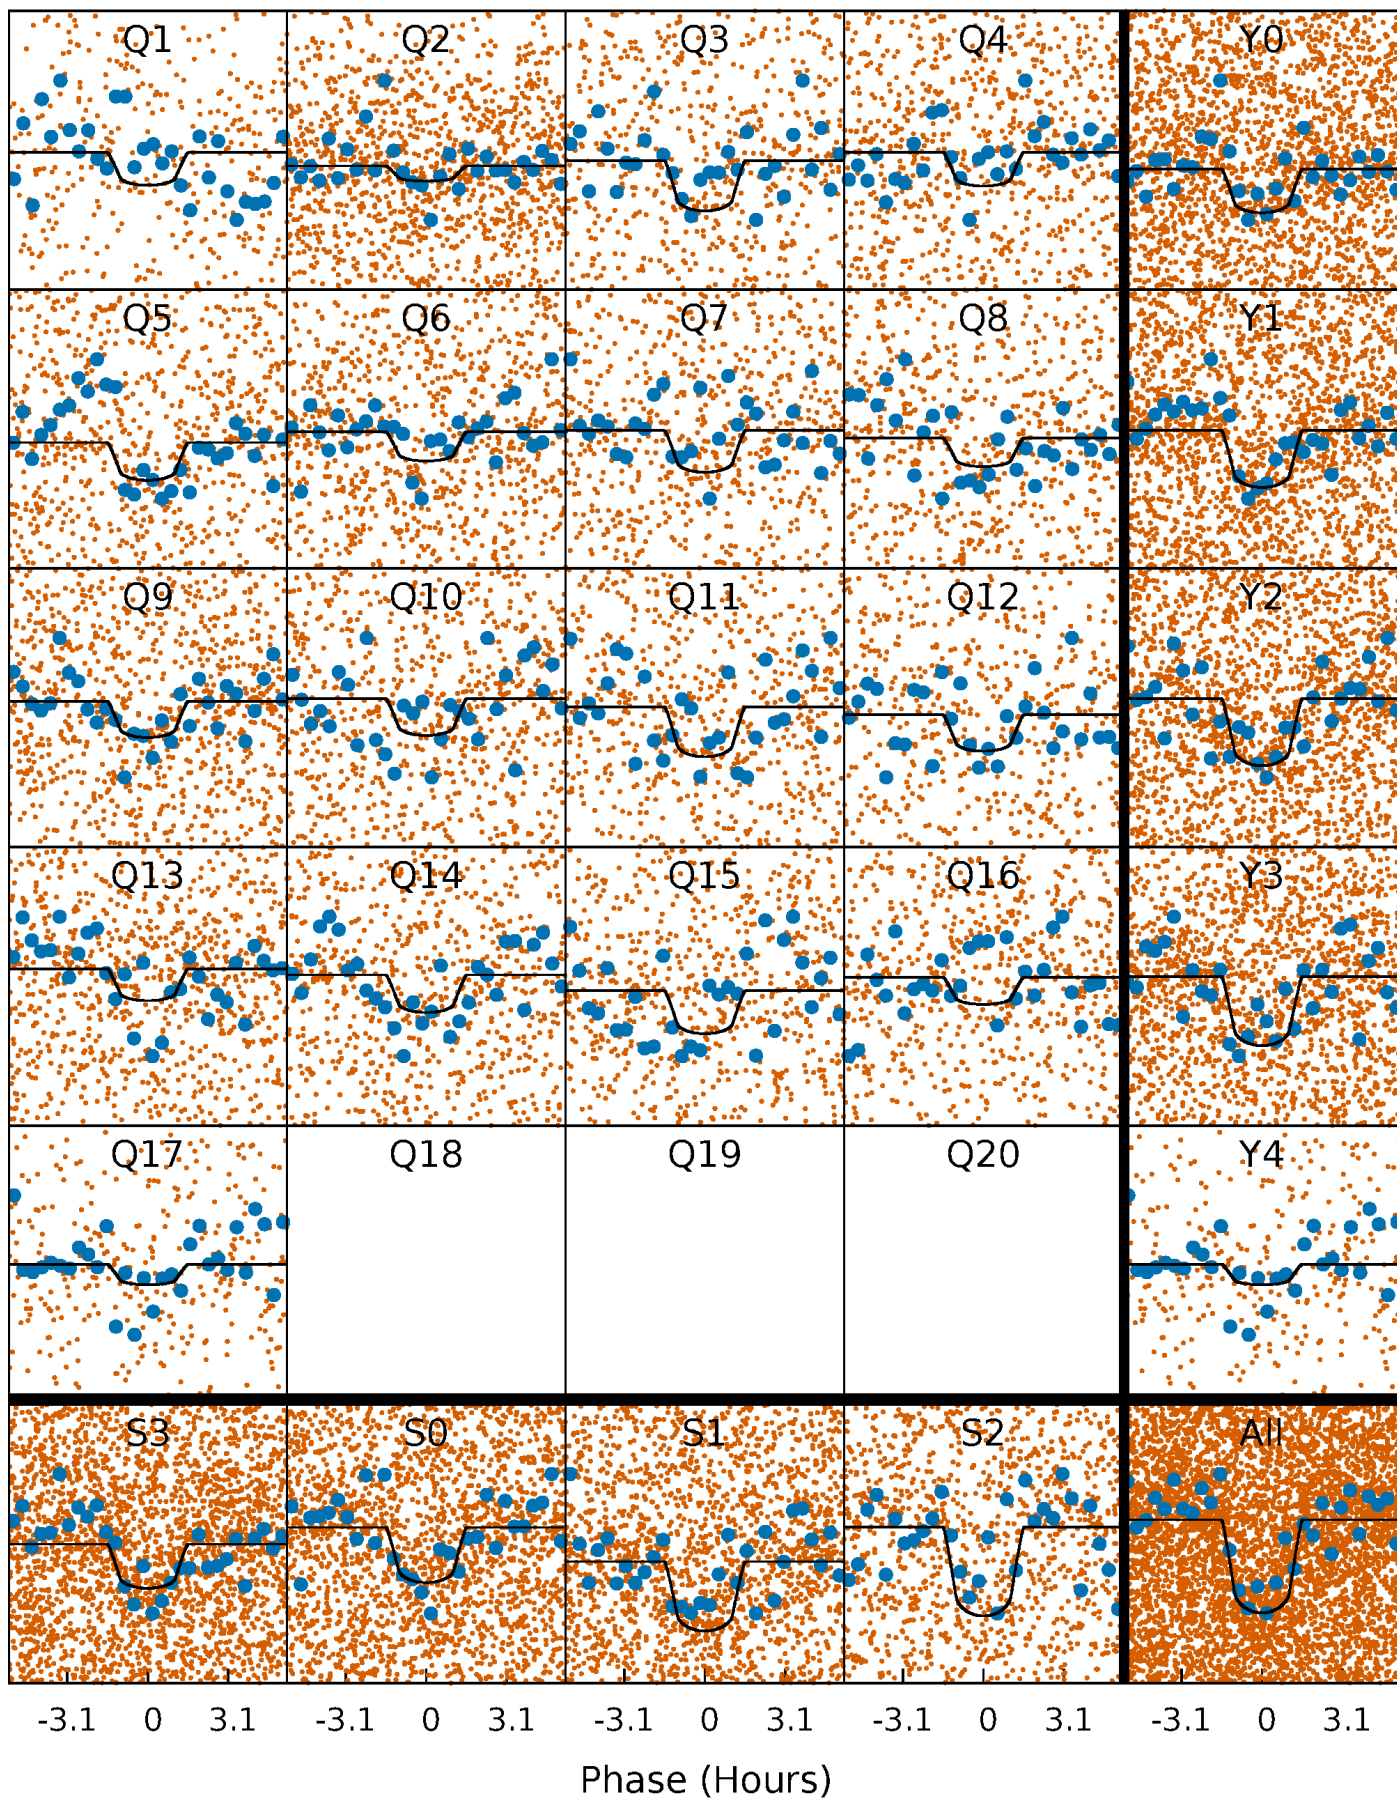 Q1 Q2 Q3 Q4 Y0
Q5 Q6 Q7 Q8 Y1
Q9 Q10 Q11 Q12 Y2
Q13 Q14 Q15 Q16 Y3
Q17 Q18 Q19 Q20 Y4
S3 S0 S1 S2 All
-3.1 0 3.1 -3.1 0 3.1 -3.1 0 3.1 -3.1 0 3.1 -3.1 0 3.1
Phase (Hours)